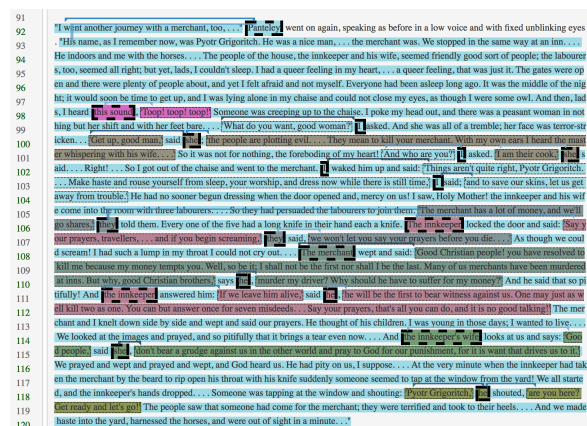 91
92 "I went another journey with a merchant, too, . . . ." Panteley went on again, speaking as before in a low voice and with fixed unblinking eyes
93 . "His name, as I remember now, was Pyotr Grigoritch. He was a nice man, . . . the merchant was. We stopped in the same way at an inn. . . .
94 He indoors and me with the horses. . . . The people of the house, the innkeeper and his wife, seemed friendly good sort of people; the labourer
95 s, too, seemed all right; but yet, lads, I couldn't sleep. I had a queer feeling in my heart, . . . a queer feeling, that was just it. The gates were op
96 en and there were plenty of people about, and yet I felt afraid and not myself. Everyone had been asleep long ago. It was the middle of the nig
97 ht; it would soon be time to get up, and I was lying alone in my chaise and could not close my eyes, as though I were some owl. And then, lad
98 s, I heard this sound, 'Toop! toop! toop!' Someone was creeping up to the chaise. I poke my head out, and there was a peasant woman in not
99 hing but her shift and with her feet bare. . . . 'What do you want, good woman?' I asked. And she was all of a tremble; her face was terror-str
100 icken. . . 'Get up, good man,' said she; 'the people are plotting evil. . . . They mean to kill your merchant. With my own ears I heard the mast
101 er whispering with his wife. . . .' So it was not for nothing, the foreboding of my heart! 'And who are you?' I asked. 'I am their cook,' she s
102 aid. . . . Right! . . . So I got out of the chaise and went to the merchant. I waked him up and said: 'Things aren't quite right, Pyotr Grigoritch.
103 . . . Make haste and rouse yourself from sleep, your worship, and dress now while there is still time,' I said; 'and to save our skins, let us get
104 away from trouble.' He had no sooner begun dressing when the door opened and, mercy on us! I saw, Holy Mother! the innkeeper and his wif
105 e come into the room with three labourers. . . . So they had persuaded the labourers to join them. 'The merchant has a lot of money, and we'll
106 go shares,' they told them. Every one of the five had a long knife in their hand each a knife. The innkeeper locked the door and said: 'Say y
107 our prayers, travellers, . . . and if you begin screaming,' they said, 'we won't let you say your prayers before you die. . . .' As though we coul
108 d scream! I had such a lump in my throat I could not cry out. . . . The merchant wept and said: 'Good Christian people! you have resolved to
109 kill me because my money tempts you. Well, so be it; I shall not be the first nor shall I be the last. Many of us merchants have been murdered
110 at inns. But why, good Christian brothers,' says he, 'murder my driver? Why should he have to suffer for my money?' And he said that so pi
111 tifully! And the innkeeper answered him: 'If we leave him alive,' said he, 'he will be the first to bear witness against us. One may just as w
112 ell kill two as one. You can but answer once for seven misdeeds. . . Say your prayers, that's all you can do, and it is no good talking!' The mer
113 chant and I knelt down side by side and wept and said our prayers. He thought of his children. I was young in those days; I wanted to live. . . .
114 We looked at the images and prayed, and so pitifully that it brings a tear even now. . . . And the innkeeper's wife looks at us and says: 'Goo
115 d people,' said she, 'don't bear a grudge against us in the other world and pray to God for our punishment, for it is want that drives us to it.'
116 We prayed and wept and prayed and wept, and God heard us. He had pity on us, I suppose. . . . At the very minute when the innkeeper had tak
117 en the merchant by the beard to rip open his throat with his knife suddenly someone seemed to tap at the window from the yard! We all starte
118 d, and the innkeeper's hands dropped. . . . Someone was tapping at the window and shouting: 'Pyotr Grigoritch,' he shouted, 'are you here?
119 Get ready and let's go!' The people saw that someone had come for the merchant; they were terrified and took to their heels. . . . And we made
120 haste into the yard, harnessed the horses, and were out of sight in a minute. . ."